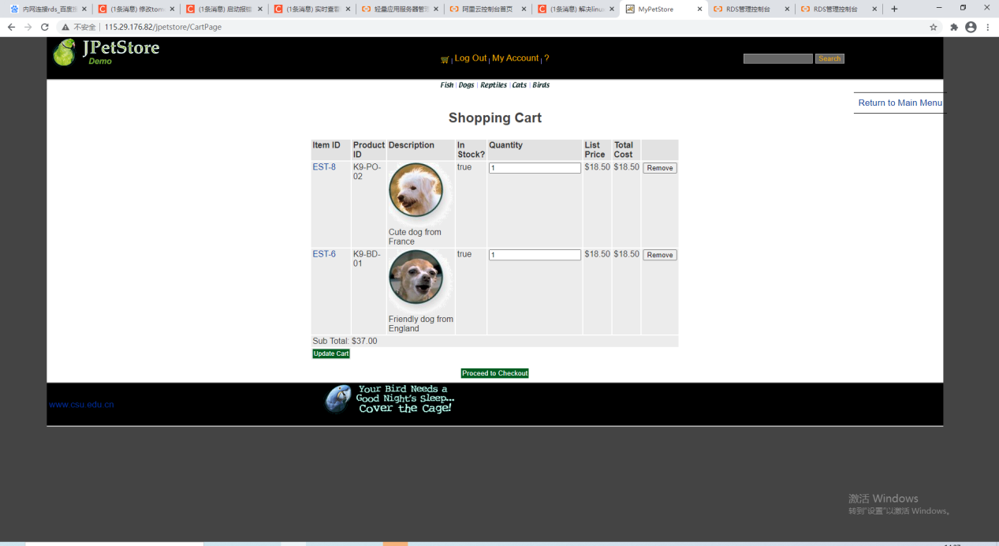 内网连接rds_百度
(1条消息) 修改tom
(1条消息) 启动报错
(1条消息) 实时查看
轻量应用服务器管
阿里云控制台首页
(1条消息) 解决linu
MyPetStore
RDS管理控制台
RDS管理控制台
不安全 | 115.29.176.82/jpetstore/CartPage
JPetStore
Demo
Log Out | My Account | ?
Search
Fish | Dogs | Reptiles | Cats | Birds
Return to Main Menu
Shopping Cart
Item ID Product ID Description In Stock? Quantity List Price Total Cost
EST-8 K9-PO-02 true 1 $18.50 $18.50 Remove
Cute dog from
France
EST-6 K9-BD-01 true 1 $18.50 $18.50 Remove
Friendly dog from
England
Sub Total: $37.00
Update Cart
Proceed to Checkout
www.csu.edu.cn
Your Bird Needs a
Good Night's Sleep...
Cover the Cage!
激活 Windows
转到"设置"以激活 Windows。